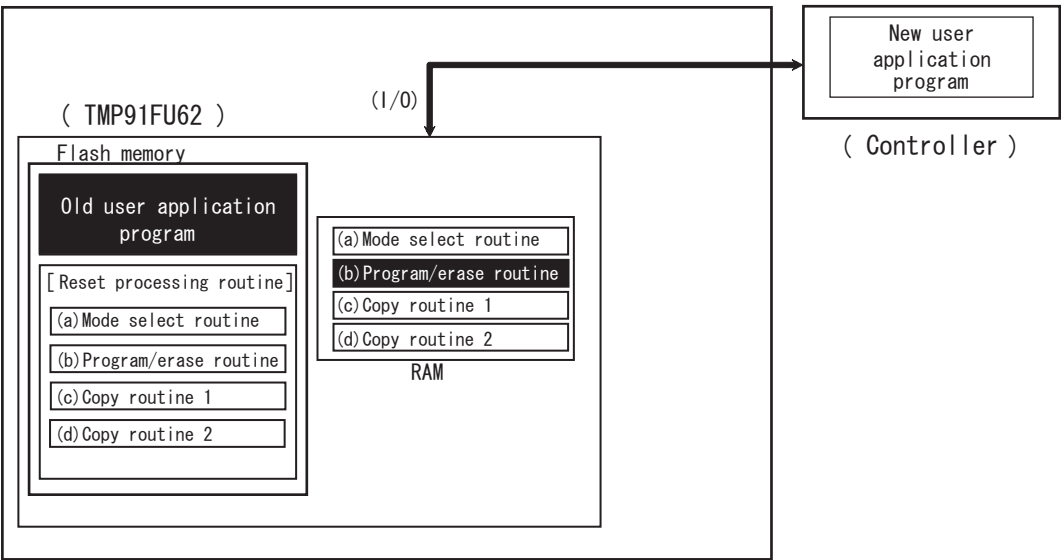 New user
application
program
( Controller )
(I/O)
( TMP91FU62 )
Flash memory
Old user application
program
[Reset processing routine]
(a)Mode select routine
(b)Program/erase routine
(c)Copy routine 1
(d)Copy routine 2
(a)Mode select routine
(b)Program/erase routine
(c)Copy routine 1
(d)Copy routine 2
RAM